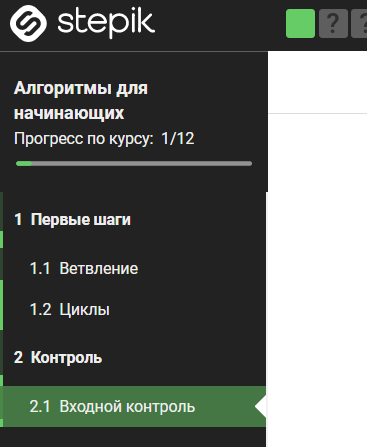 stepik
? ?
Алгоритмы для
начинающих
Прогресс по курсу: 1/12
1 Первые шаги
1.1 Ветвление
1.2 Циклы
2 Контроль
2.1 Входной контроль